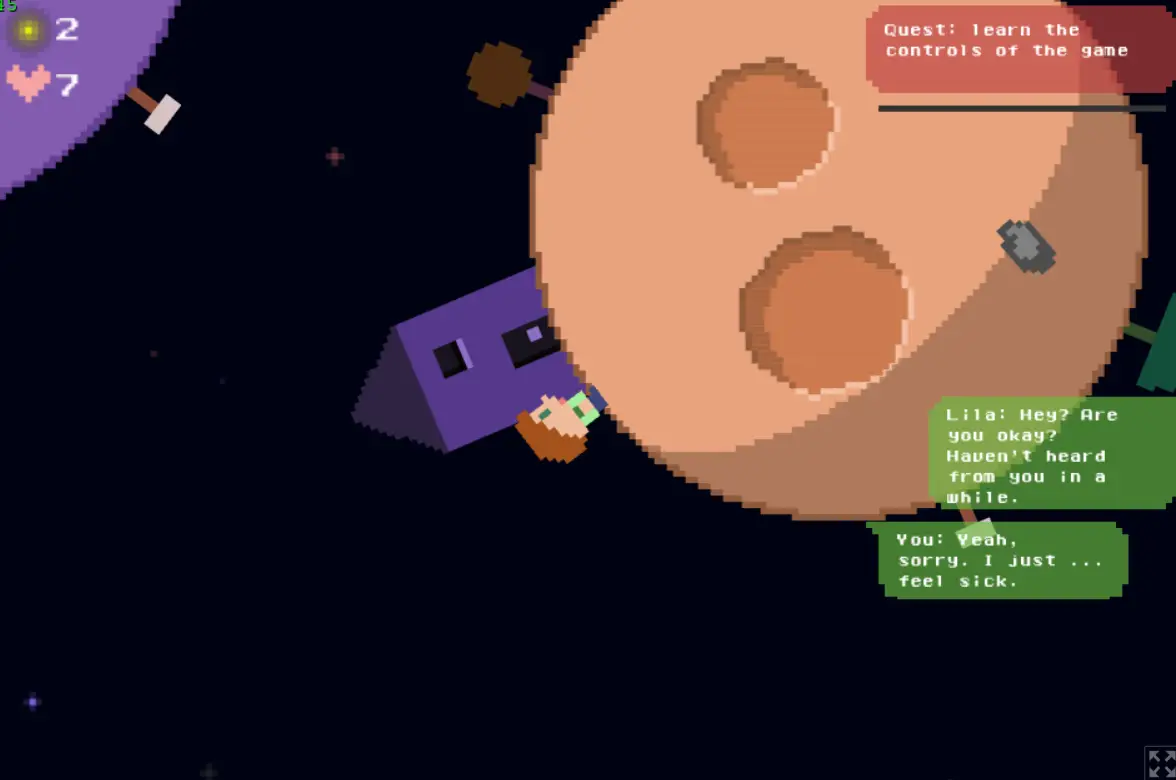 45
2
7
Quest: learn the
controls of the game
Lila: Hey? Are
you okay?
Haven't heard
from you in a
while.
You: Yeah,
sorry. I just ...
feel sick.